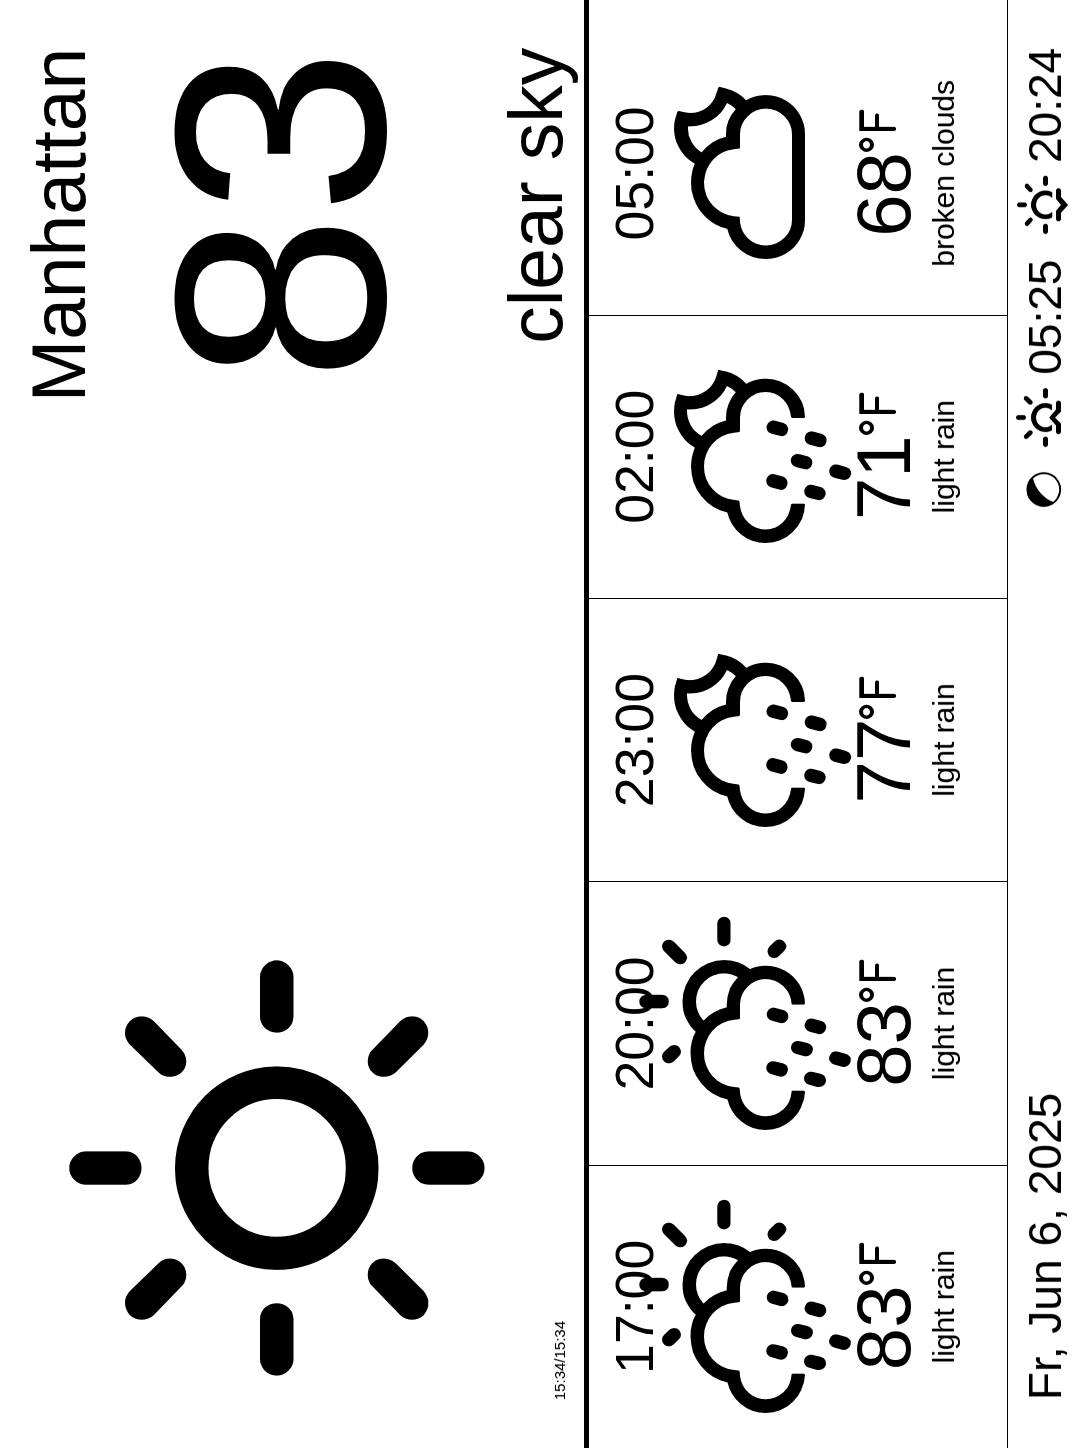 Manhattan
83
clear sky
15:34/15:34
17:00
83°F
light rain
20:00
83°F
light rain
23:00
77°F
light rain
02:00
71°F
light rain
05:00
68°F
broken clouds
Fr, Jun 6, 2025
05:25
20:24